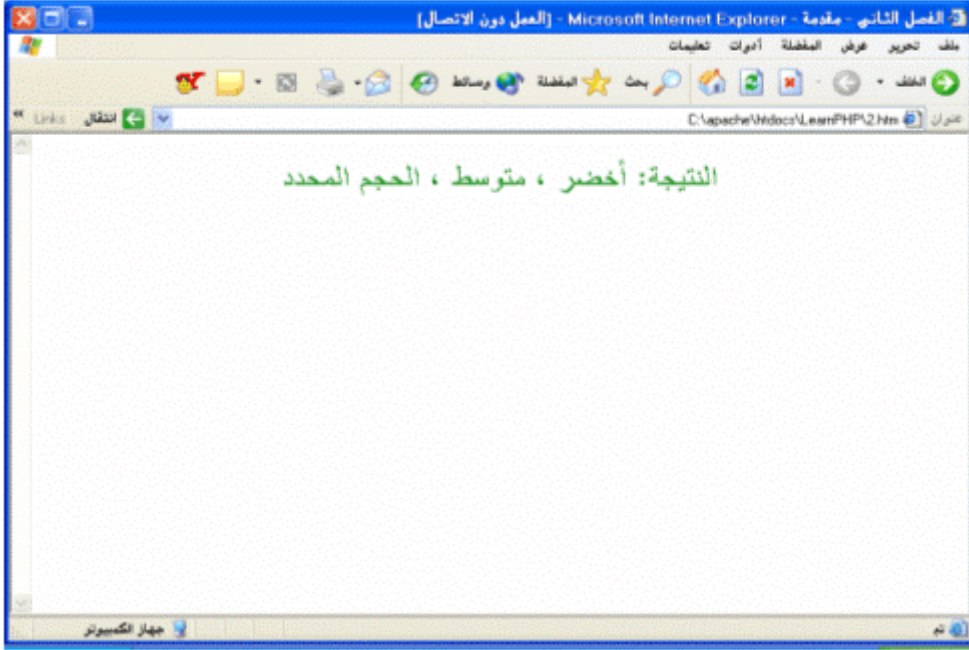 الفصل الثاني - مقدمة - Microsoft Internet Explorer - [العمل دون الاتصال]
ملف تحرير عرض المفضلة أدوات تعليمات
الخلف بحث المفضلة وسائط
عنوان C:\apache\htdocs\LearnPHP\2.htm انتقال Links »
النتيجة: أخضر ، متوسط ، الحجم المحدد
تم جهاز الكمبيوتر